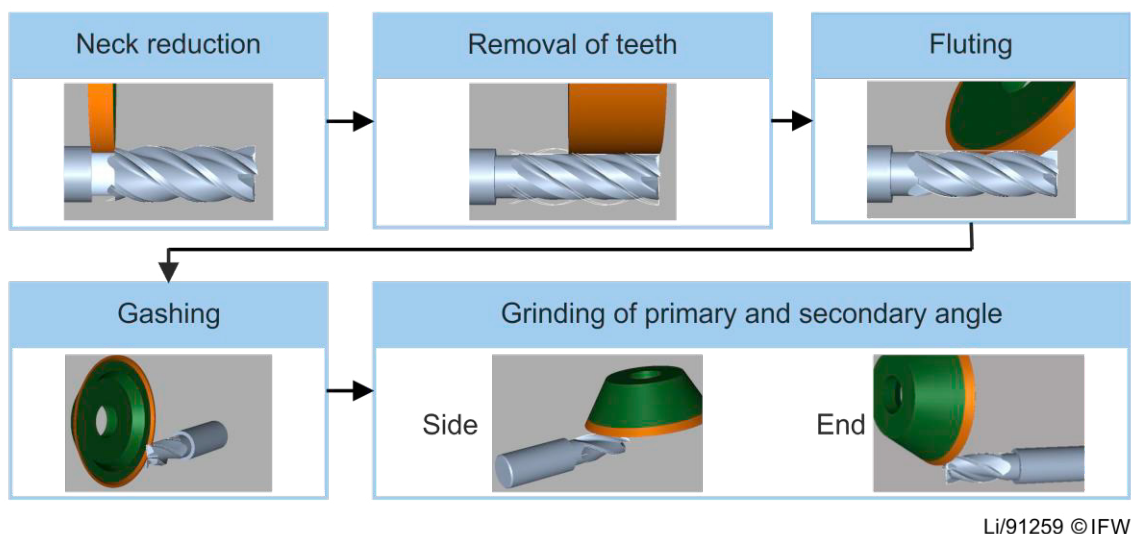 Neck reduction
Removal of teeth
Fluting
Gashing
Grinding of primary and secondary angle
Side
End
Li/91259 ©IFW